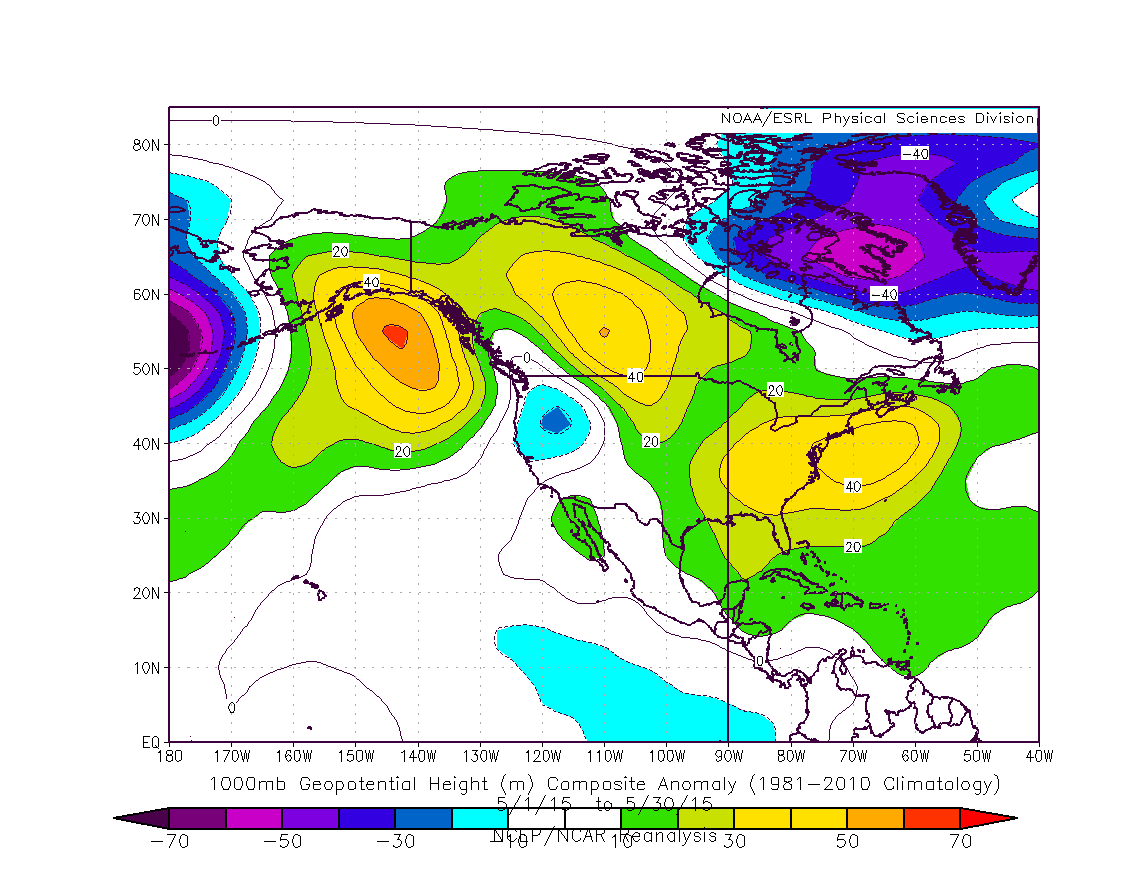 NOAA/ESRL Physical Sciences Division
0
80N
−40
70N
20
40
60N
−40
50N
0
40
20
40N
20
20
40
30N
20
20N
10N
0
0
EQ
180 170W 160W 150W 140W 130W 120W 110W 100W 90W 80W 70W 60W 50W 40W
1000mb Geopotential Height (m) Composite Anomaly (1981−2010 Climatology)
5/1/15 to 5/30/15
NCEP/NCAR Reanalysis
−70 −50 −30 −10 10 30 50 70